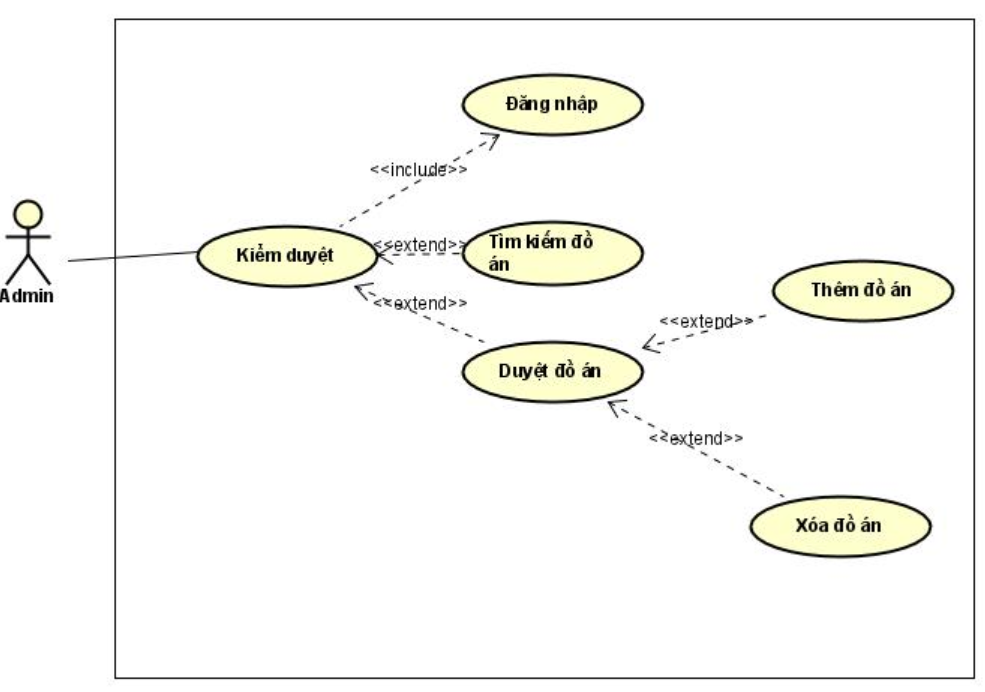 Đăng nhập
<<include>>
Kiểm duyệt
<<extend>>
Tìm kiếm đồ
án
<<extend>>
Thêm đồ án
<<extend>>
Admin
Duyệt đồ án
<<extend>>
Xóa đồ án